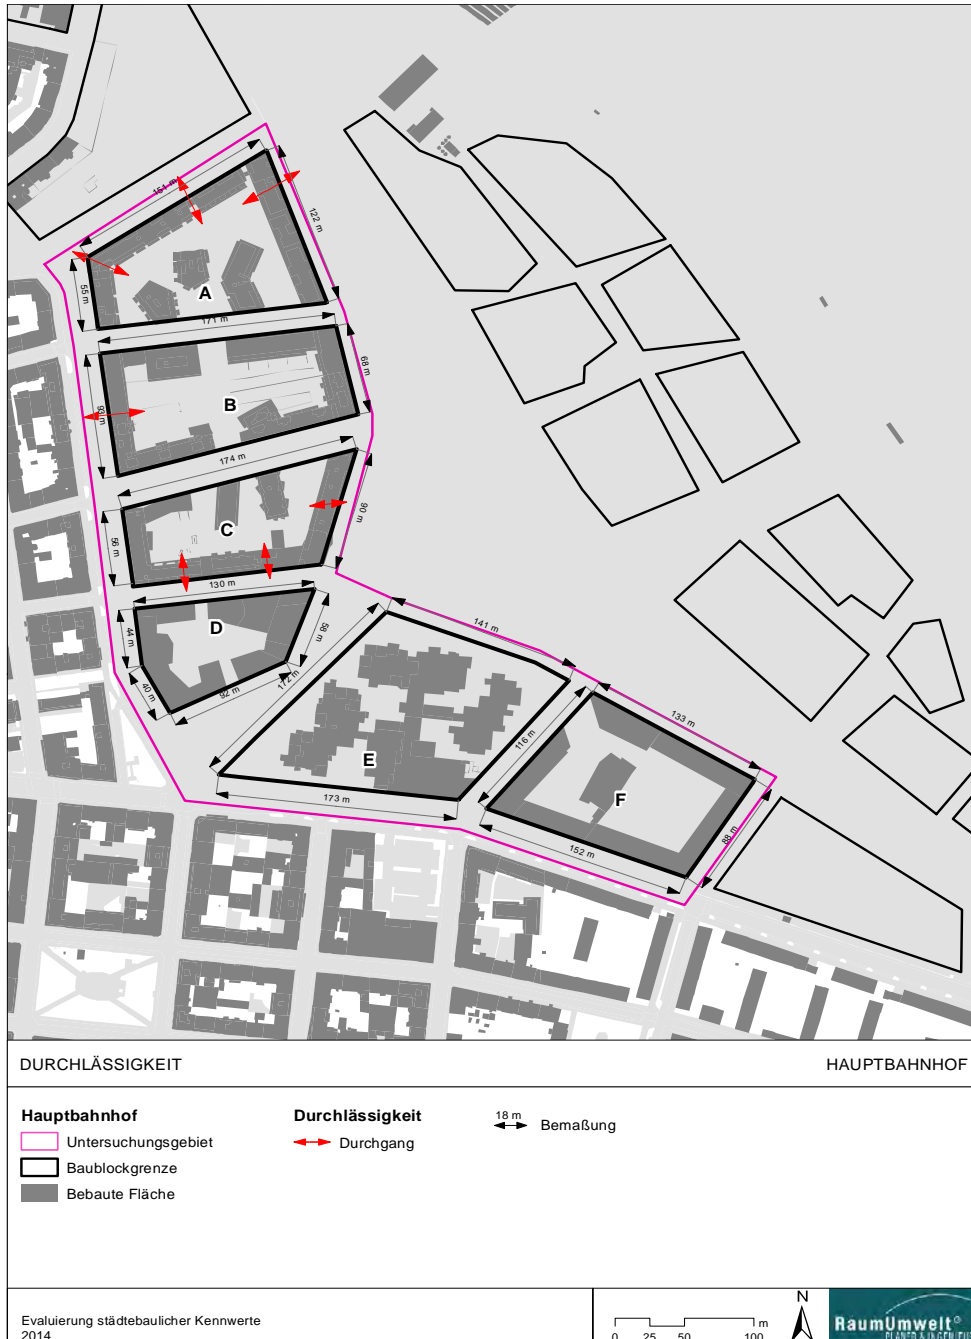 161 m
122 m
55 m
A
171 m
68 m
93 m
B
174 m
90 m
56 m
C
130 m
D
58 m
44 m
141 m
172 m
40 m
92 m
133 m
116 m
E
F
173 m
152 m
88 m
DURCHLÄSSIGKEIT HAUPTBAHNHOF
Hauptbahnhof Durchlässigkeit 18 m Bemaßung
Untersuchungsgebiet Durchgang
Baublockgrenze
Bebaute Fläche
Evaluierung städtebaulicher Kennwerte
2014
N
m
0 25 50 100
RaumUmwelt®